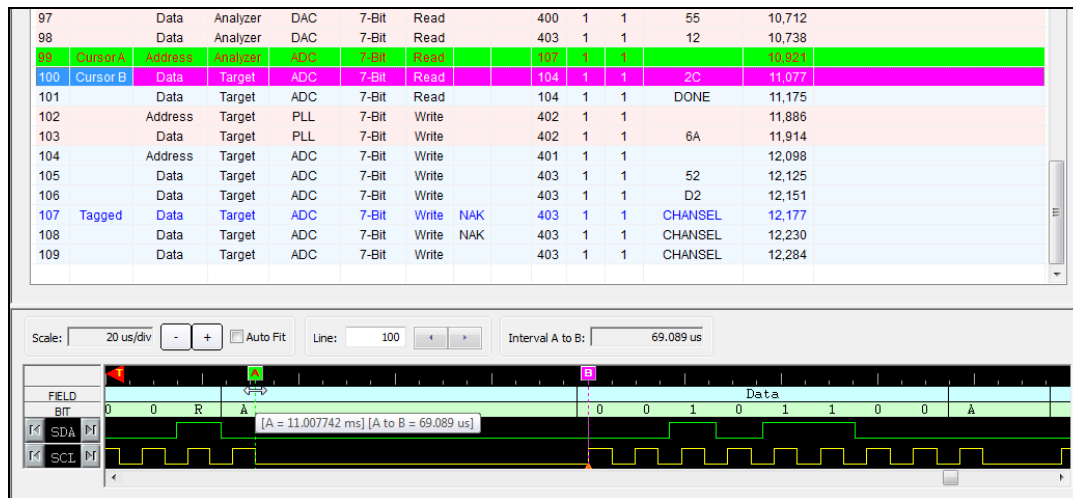 97 Data Analyzer DAC 7-Bit Read 400 1 1 55 10,712
98 Data Analyzer DAC 7-Bit Read 403 1 1 12 10,738
99 Cursor A Address Analyzer ADC 7-Bit Read 107 1 1 10,921
100 Cursor B Data Target ADC 7-Bit Read 104 1 1 2C 11,077
101 Data Target ADC 7-Bit Read 104 1 1 DONE 11,175
102 Address Target PLL 7-Bit Write 402 1 1 11,886
103 Data Target PLL 7-Bit Write 402 1 1 6A 11,914
104 Address Target ADC 7-Bit Write 401 1 1 12,098
105 Data Target ADC 7-Bit Write 403 1 1 52 12,125
106 Data Target ADC 7-Bit Write 403 1 1 D2 12,151
107 Tagged Data Target ADC 7-Bit Write NAK 403 1 1 CHANSEL 12,177
108 Data Target ADC 7-Bit Write NAK 403 1 1 CHANSEL 12,230
109 Data Target ADC 7-Bit Write 403 1 1 CHANSEL 12,284
Scale: 20 us/div - + Auto Fit Line: 100 Interval A to B: 69.089 us
T A B
FIELD Data
BIT 0 0 R A 0 0 1 0 1 1 0 0 A
[A = 11.007742 ms] [A to B = 69.089 us]
SDA
SCL